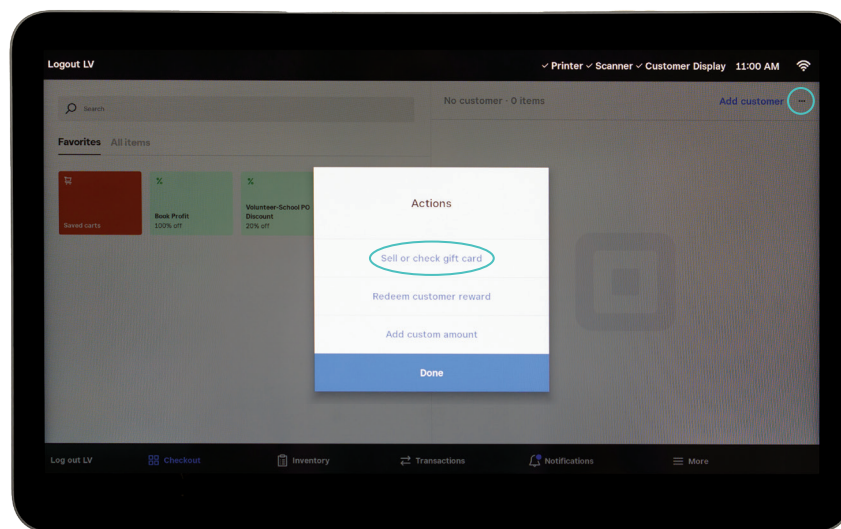 Logout LV
✓ Printer ✓ Scanner ✓ Customer Display 11:00 AM
Search
No customer · 0 items
Add customer ···
Favorites All items
Saved carts
%
Book Profit
100% off
%
Volunteer-School PO
Discount
20% off
Actions
Sell or check gift card
Redeem customer reward
Add custom amount
Done
Log out LV Checkout Inventory Transactions Notifications More